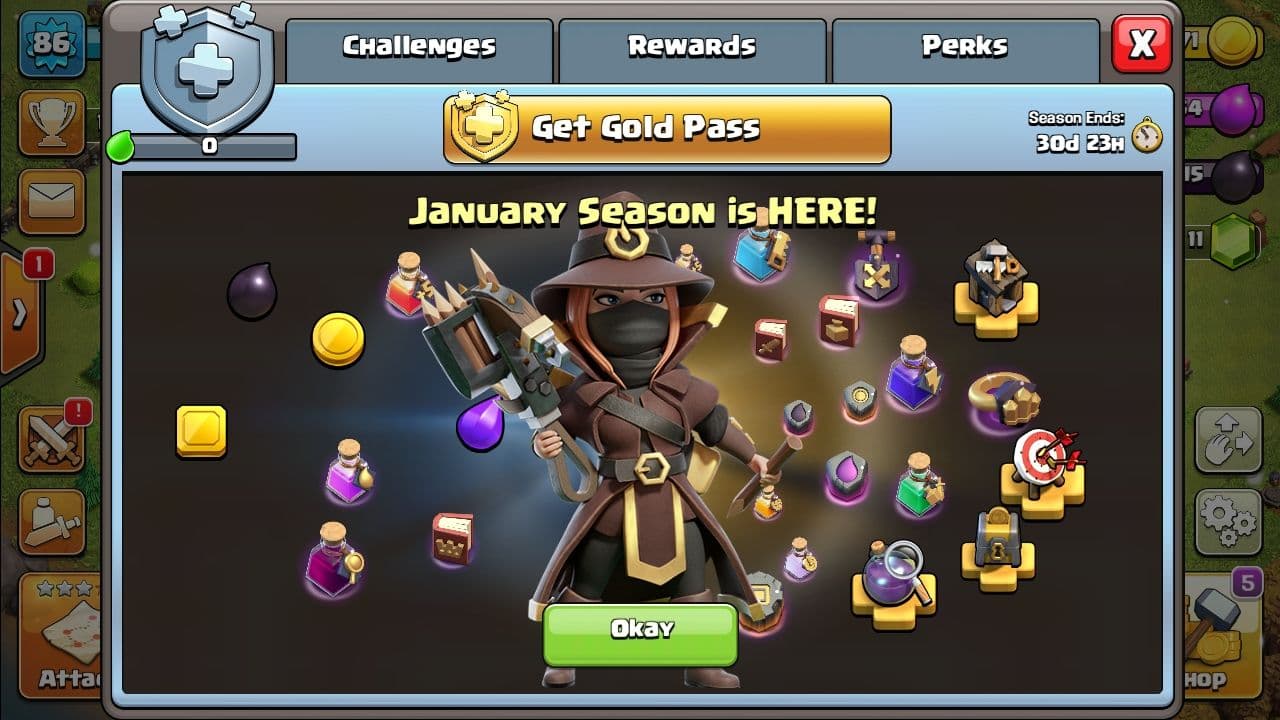 86
Challenges
Rewards
Perks
X
Get Gold Pass
Season Ends:
30d 23h
0
January Season is HERE!
11
1
!
5
Okay
Attac
HOP